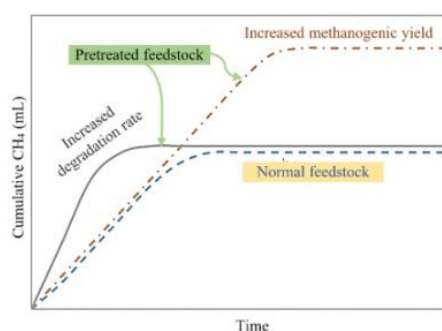 Increased methanogenic yield
Pretreated feedstock
Increased
degradation rate
Normal feedstock
Cumulative CH₄ (mL)
Time